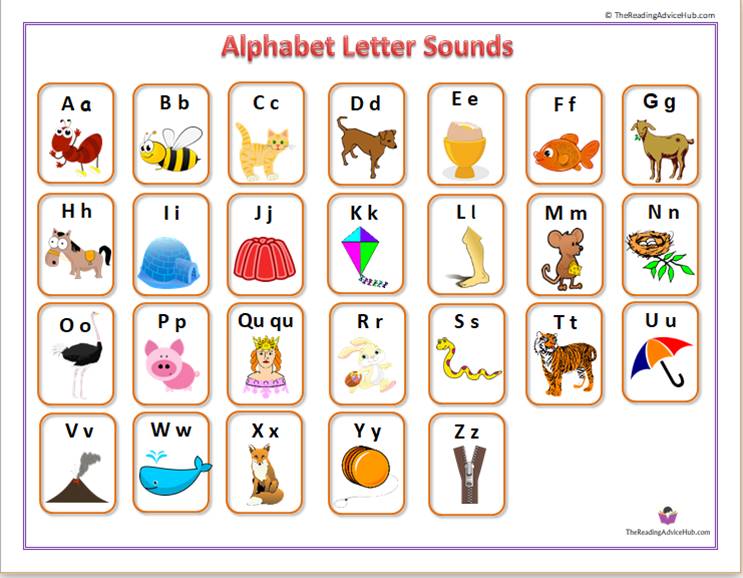 © TheReadingAdviceHub.com
Alphabet Letter Sounds
A a B b C c D d E e F f G g
H h I i J j K k L l M m N n
O o P p Qu qu R r S s T t U u
V v W w X x Y y Z z
TheReadingAdviceHub.com